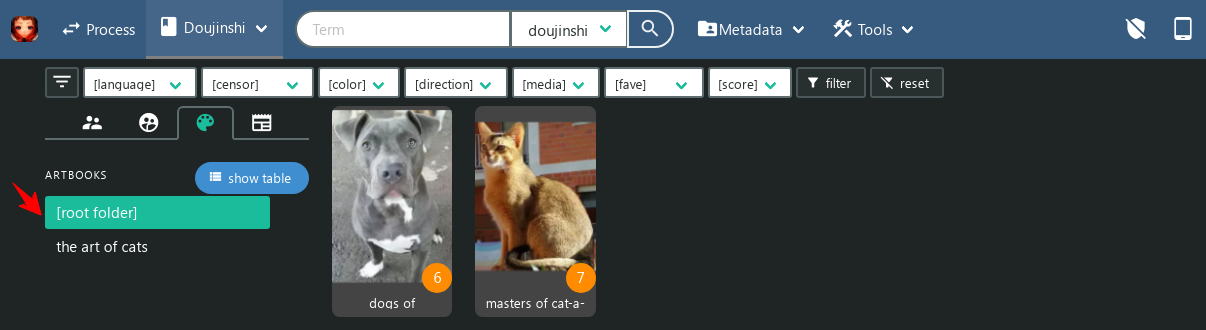 Process
Doujinshi
Term
doujinshi
Metadata
Tools
[language]
[censor]
[color]
[direction]
[media]
[fave]
[score]
filter
reset
ARTBOOKS
show table
[root folder]
the art of cats
6
7
dogs of
masters of cat-a-